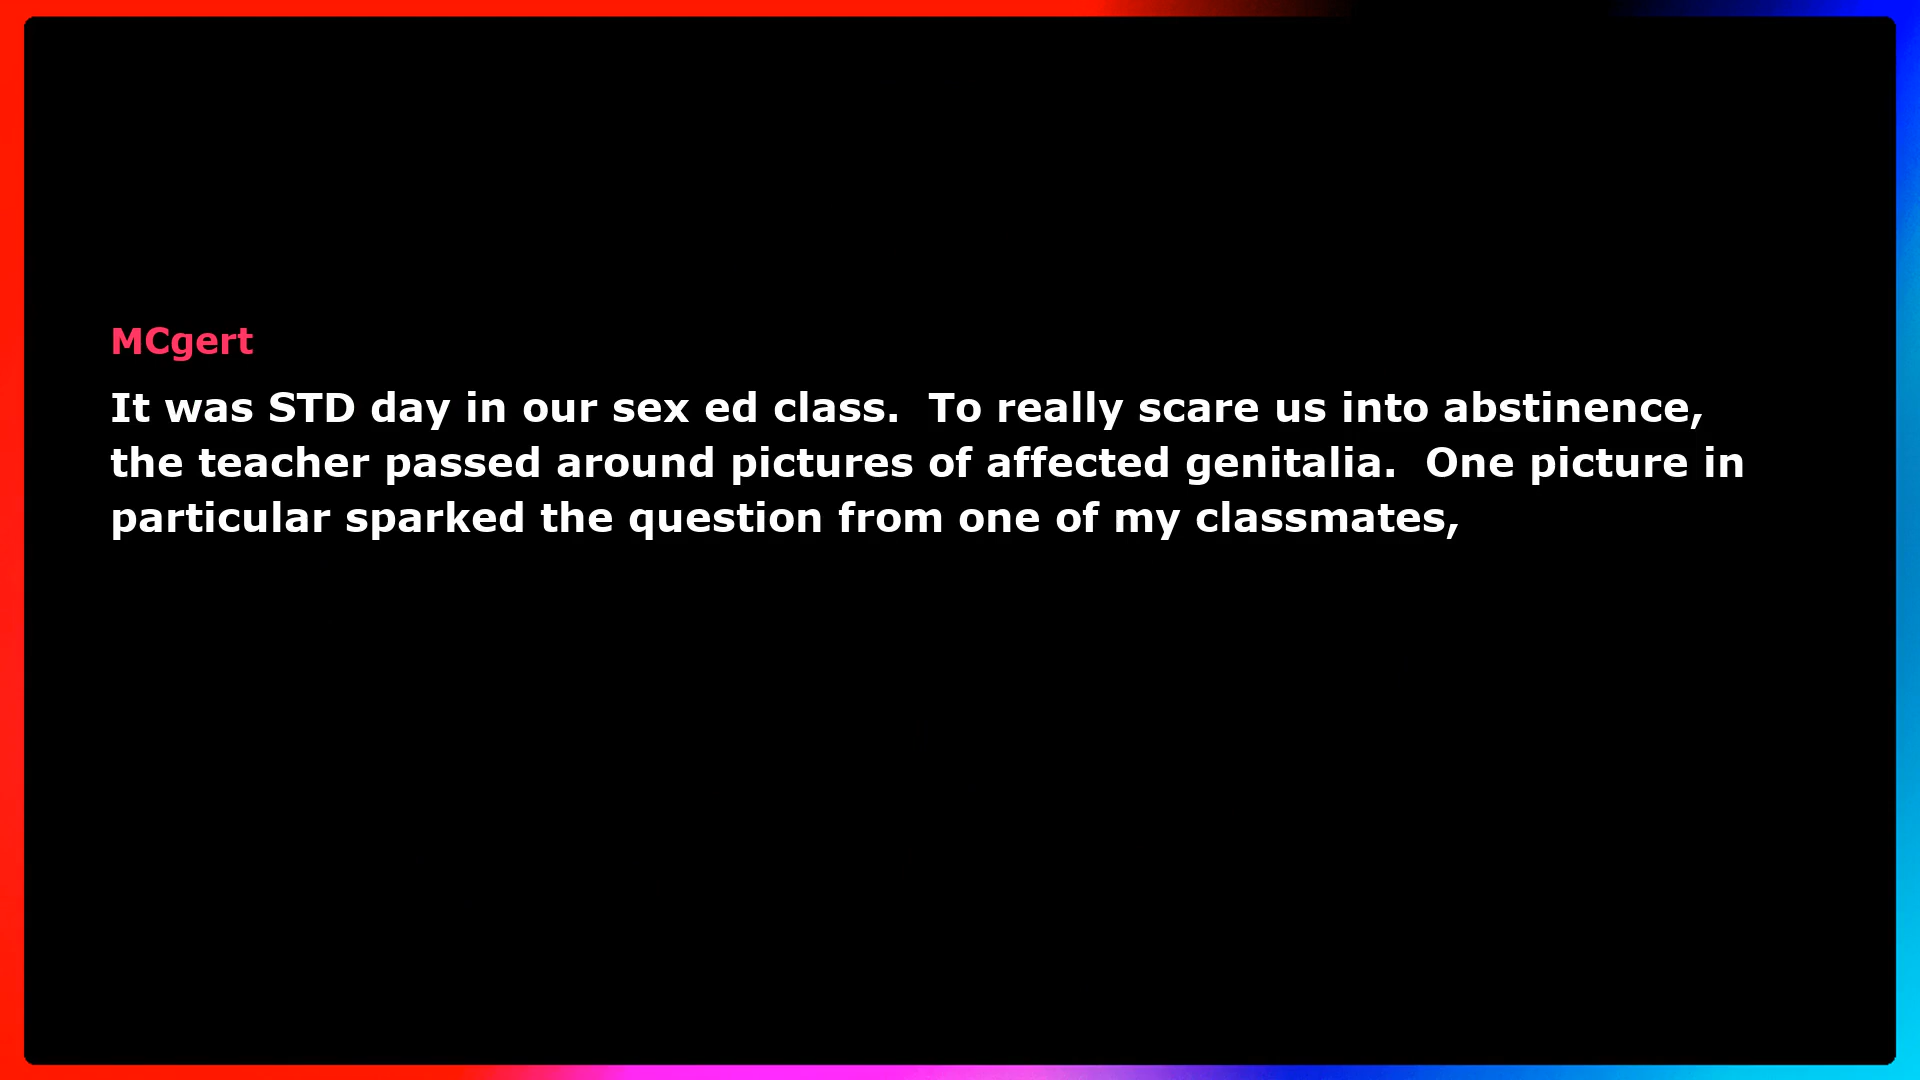 MCgert
It was STD day in our sex ed class.  To really scare us into abstinence,
the teacher passed around pictures of affected genitalia.  One picture in
particular sparked the question from one of my classmates,